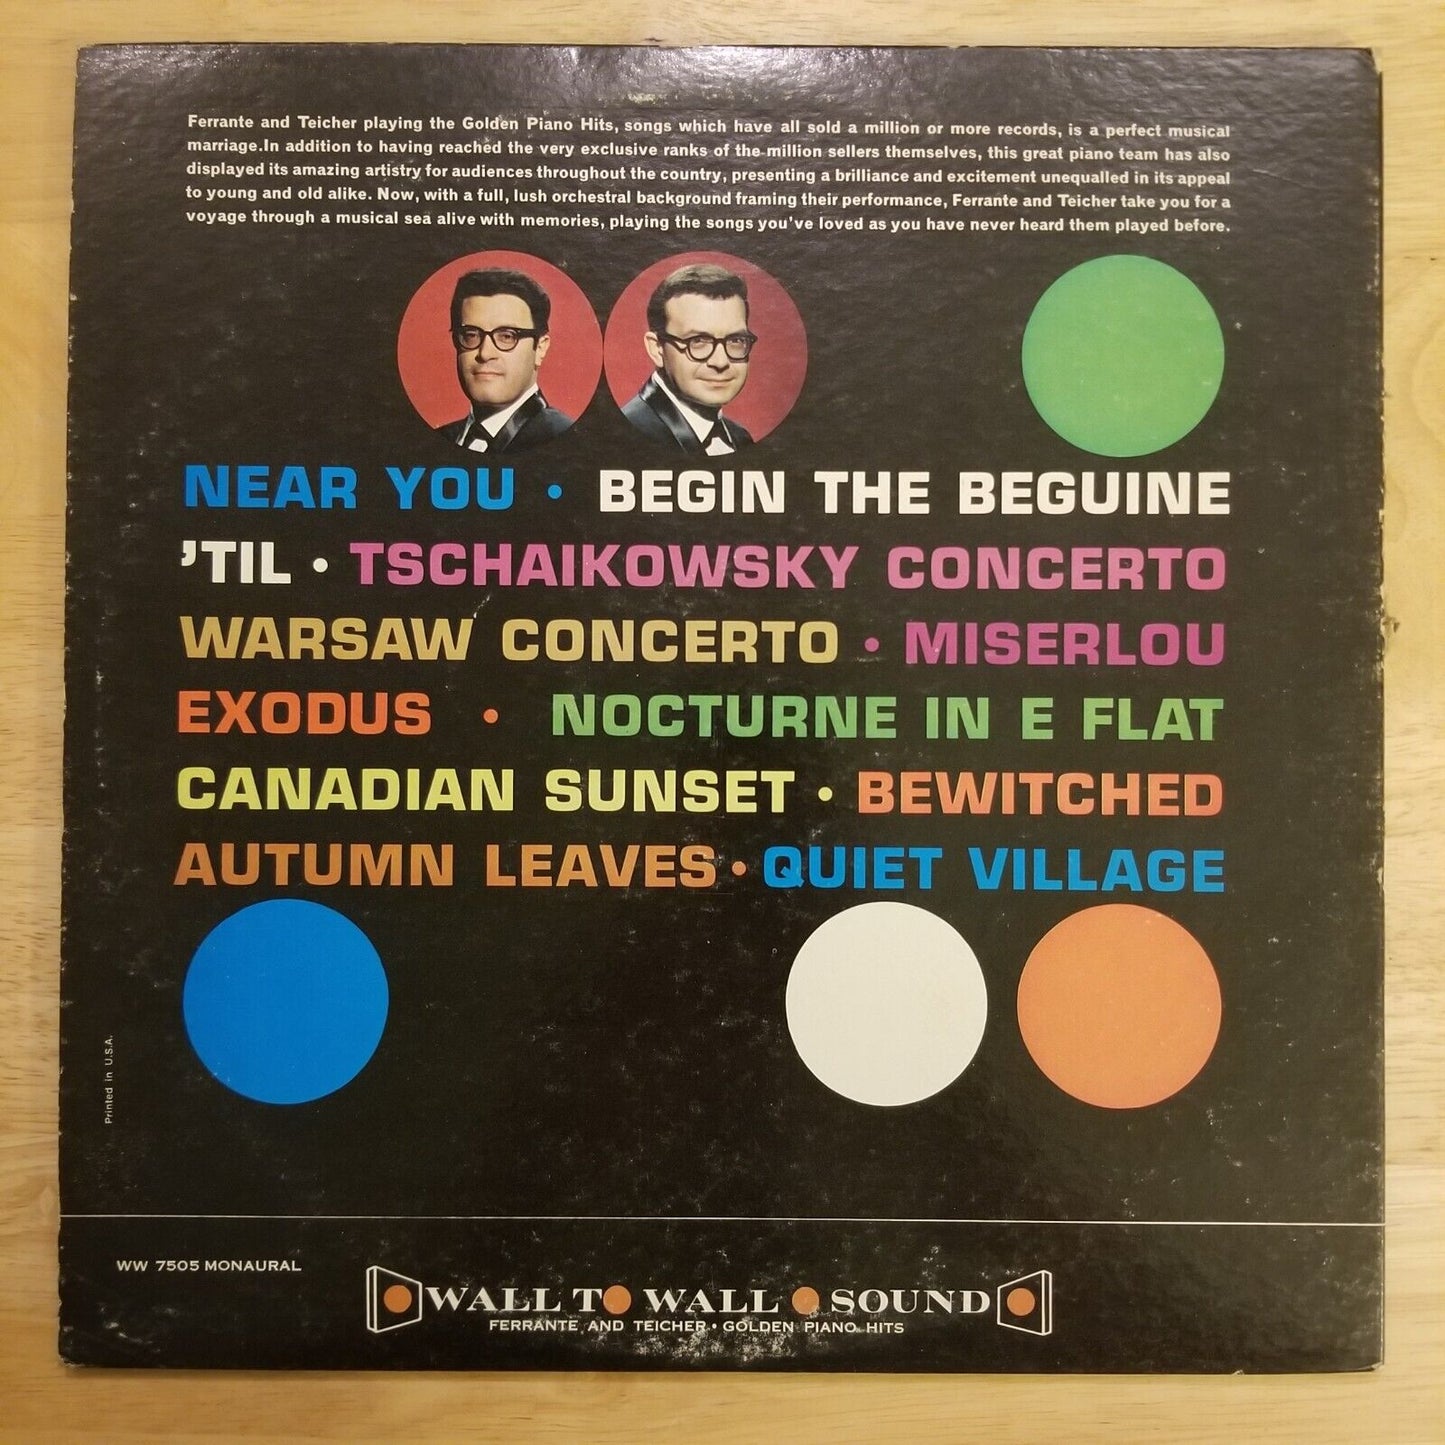 Ferrante and Teicher playing the Golden Piano Hits, songs which have all sold a million or more records, is a perfect musical
marriage.In addition to having reached the very exclusive ranks of the million sellers themselves, this great piano team has also
displayed its amazing artistry for audiences throughout the country, presenting a brilliance and excitement unequalled in its appeal
to young and old alike. Now, with a full, lush orchestral background framing their performance, Ferrante and Teicher take you for a
voyage through a musical sea alive with memories, playing the songs you've loved as you have never heard them played before.
NEAR YOU • BEGIN THE BEGUINE
'TIL • TSCHAIKOWSKY CONCERTO
WARSAW CONCERTO • MISERLOU
EXODUS • NOCTURNE IN E FLAT
CANADIAN SUNSET • BEWITCHED
AUTUMN LEAVES • QUIET VILLAGE
Printed in U.S.A.
WW 7505 MONAURAL
WALL TO WALL SOUND
FERRANTE AND TEICHER • GOLDEN PIANO HITS